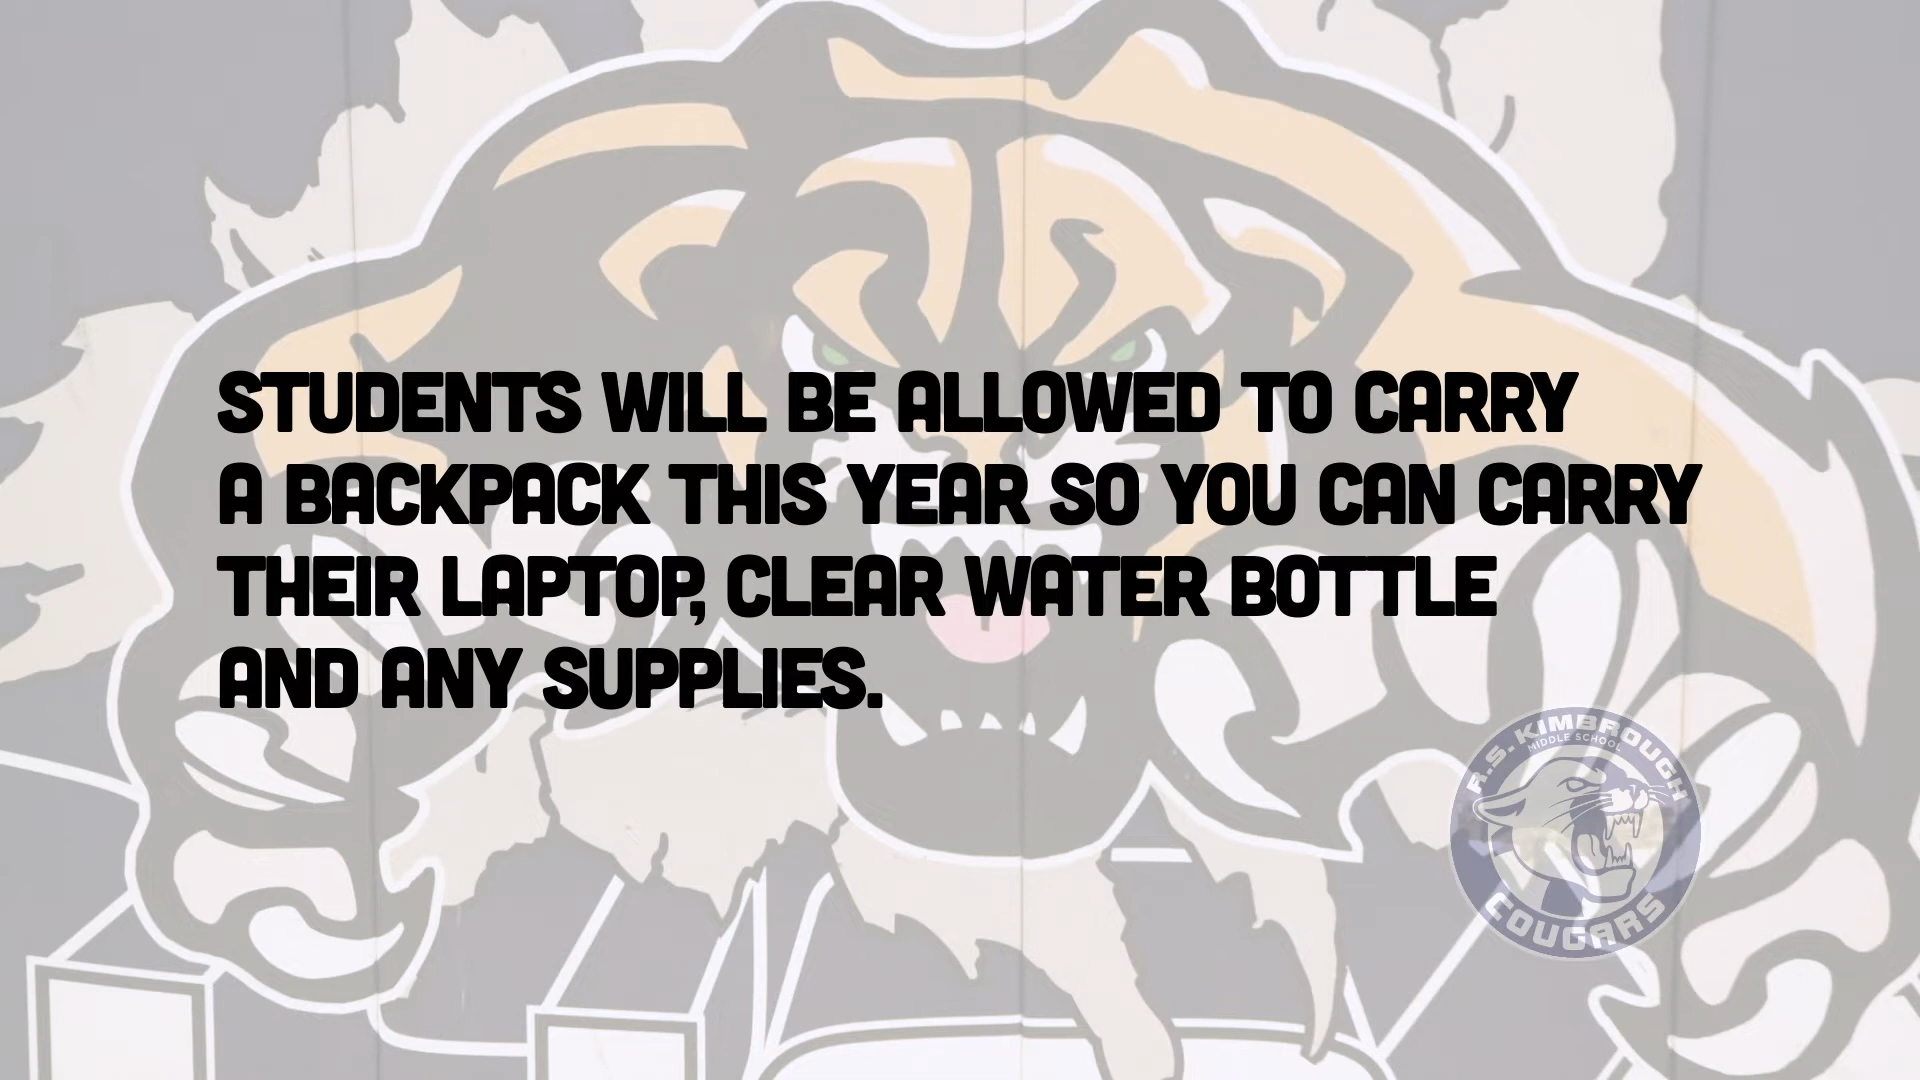 STUDENTS WILL BE ALLOWED TO CARRY
A BACKPACK THIS YEAR SO YOU CAN CARRY
THEIR LAPTOP, CLEAR WATER BOTTLE
AND ANY SUPPLIES.
R.S. KIMBROUGH
MIDDLE SCHOOL
COUGARS